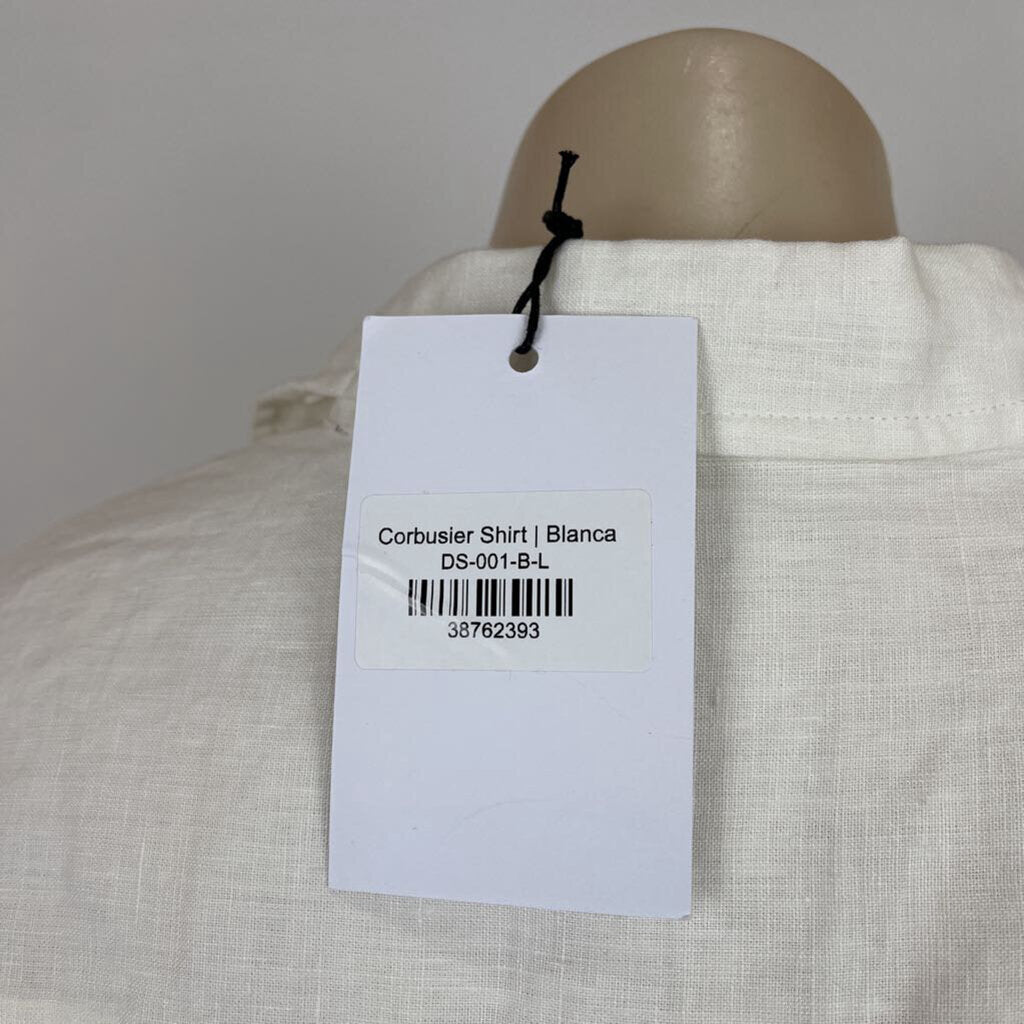 Corbusier Shirt | Blanca
DS-001-B-L
38762393